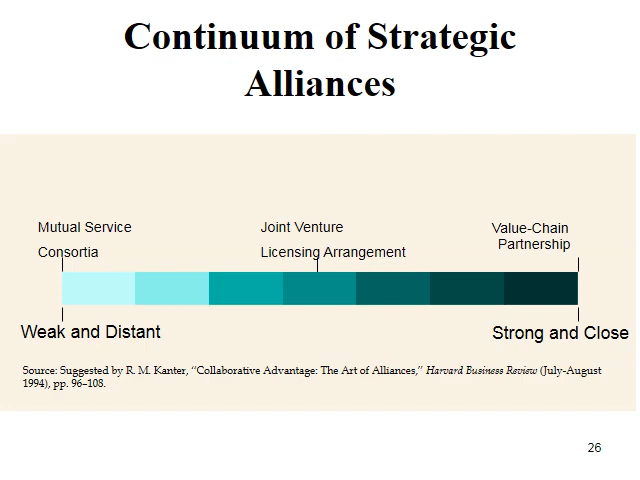 Continuum of Strategic
Alliances
Mutual Service
Consortia
Joint Venture
Licensing Arrangement
Value-Chain
Partnership
Weak and Distant
Strong and Close
Source: Suggested by R. M. Kanter, “Collaborative Advantage: The Art of Alliances,” Harvard Business Review (July-August
1994), pp. 96–108.
26